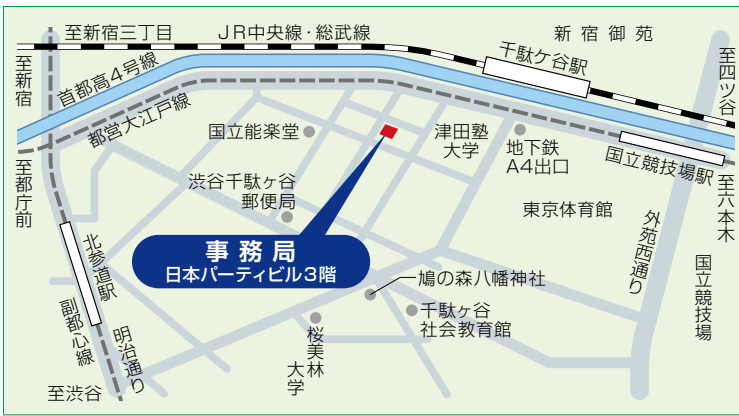 至新宿三丁目
JR中央線・総武線
新宿御苑
至新宿
首都高4号線
千駄ケ谷駅
至四ツ谷
都営大江戸線
国立能楽堂
津田塾
大学
地下鉄
A4出口
国立競技場駅
至都庁前
渋谷千駄ヶ谷
郵便局
東京体育館
至六本木
北参道駅
事務局
日本パーティビル3階
外苑西通り
国立競技場
鳩の森八幡神社
副都心線
明治通り
千駄ヶ谷
社会教育館
桜美林
大学
至渋谷